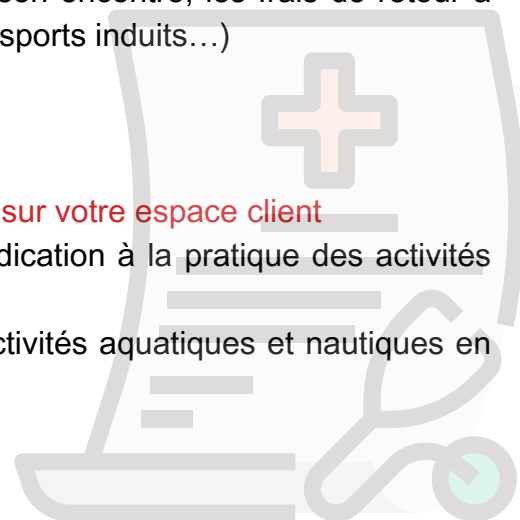 son encontre, les frais de retour à
sports induits…)
sur votre espace client
dication à la pratique des activités
ctivités aquatiques et nautiques en